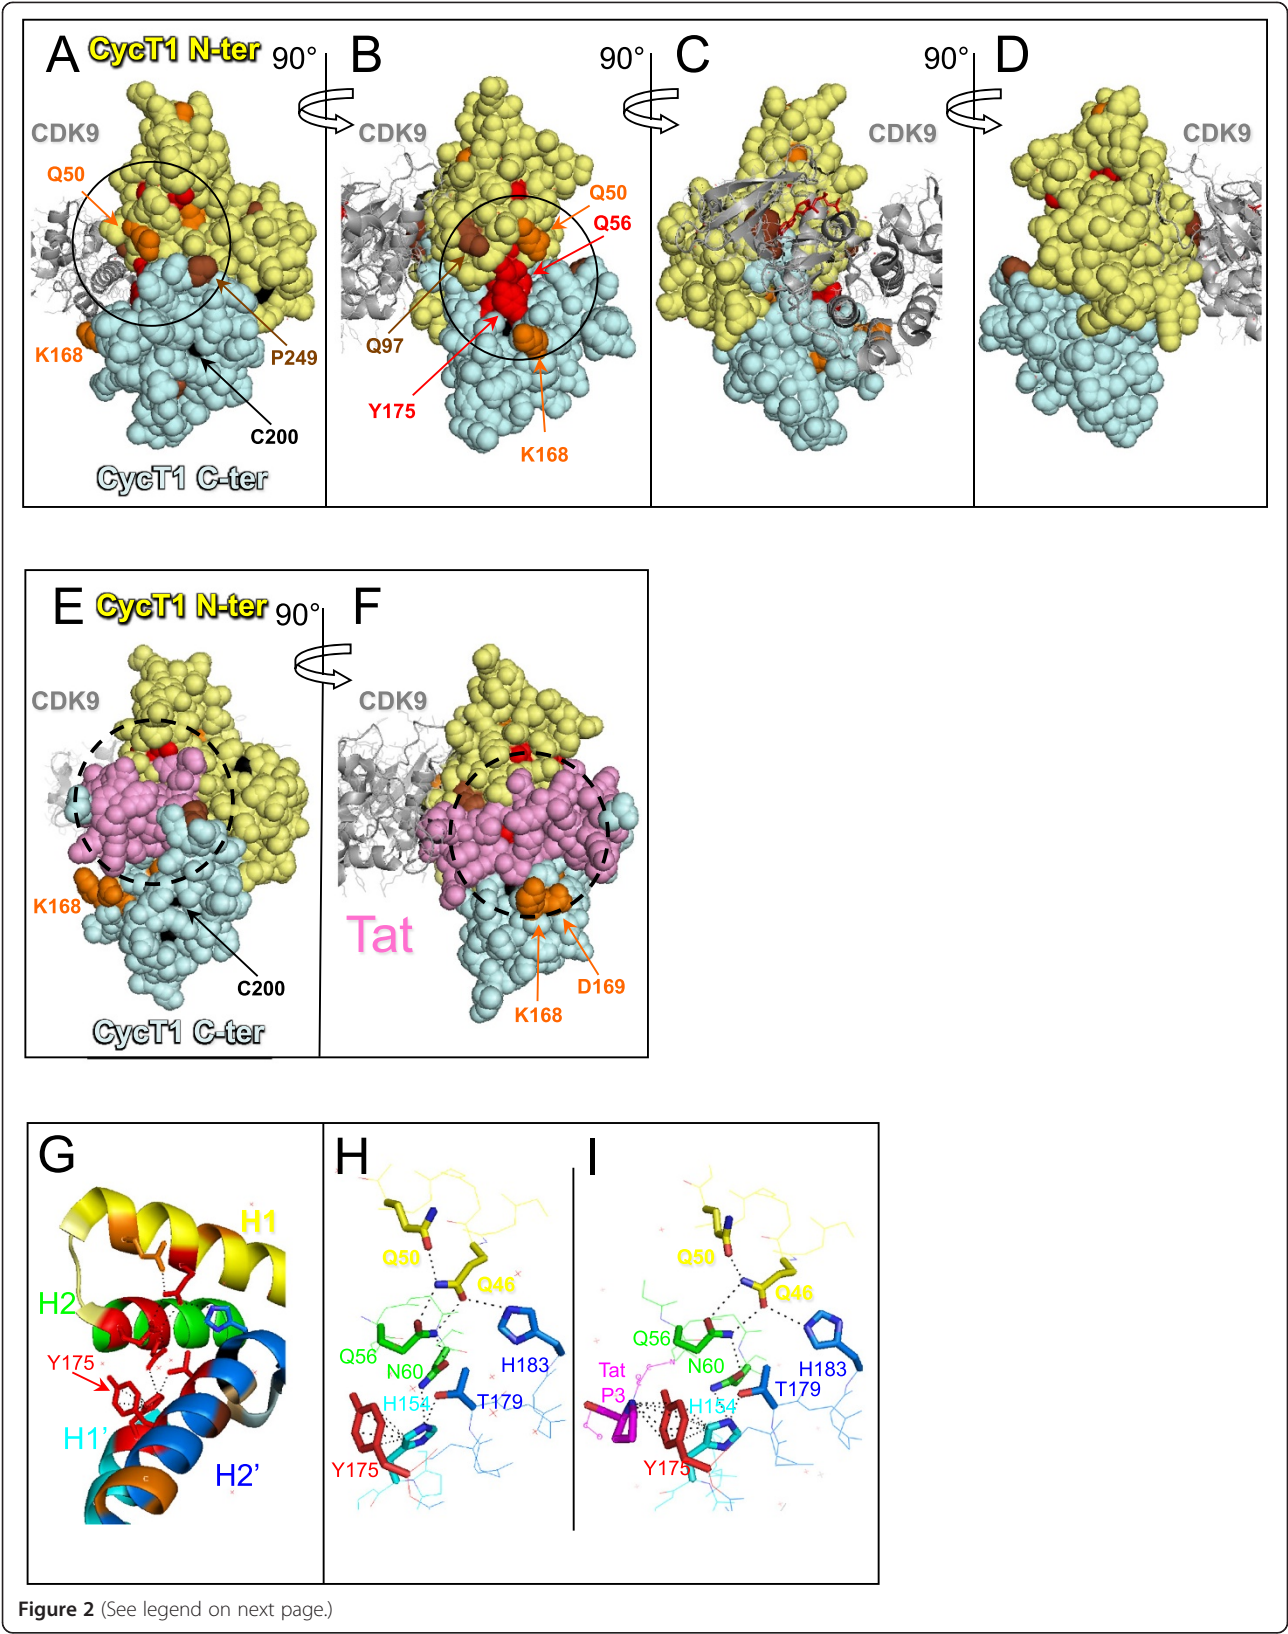 A CycT1 N-ter 90° B 90° C 90° D
CDK9 CDK9 CDK9 CDK9
Q50 Q50
Q56
K168 P249 Q97
Y175
C200
K168
CycT1 C-ter
E CycT1 N-ter 90° F
CDK9 CDK9
K168
Tat
C200 D169
K168
CycT1 C-ter
G H I
H1
Q50 Q50
Q46 Q46
H2
Q56 Q56
Y175 N60 H183 Tat N60 H183
P3
H154 T179 H154 T179
H1’
H2’ Y175 Y175
C
Figure 2 (See legend on next page.)